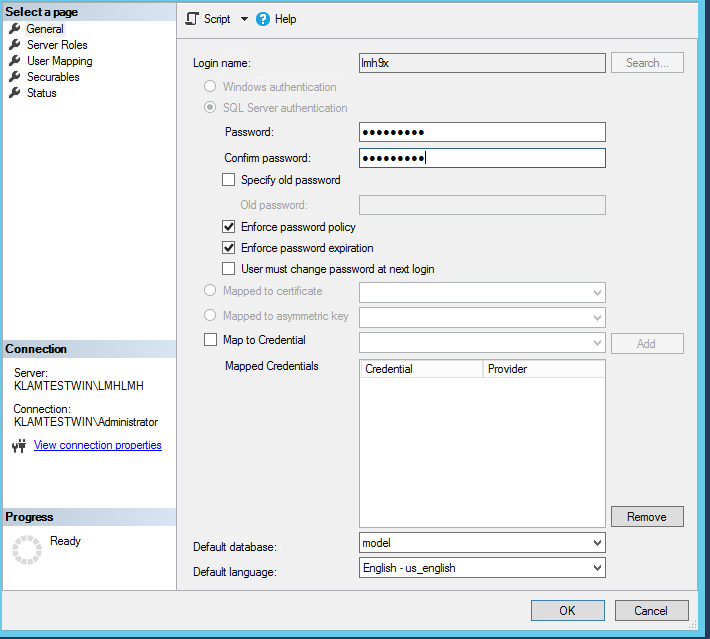 Select a page
General
Server Roles
User Mapping
Securables
Status
Script
Help
Login name:
lmh9x
Search...
Windows authentication
SQL Server authentication
Password:
●●●●●●●●●
Confirm password:
●●●●●●●●●
Specify old password
Old password:
Enforce password policy
Enforce password expiration
User must change password at next login
Mapped to certificate
Mapped to asymmetric key
Map to Credential
Add
Mapped Credentials
Credential Provider
Remove
Default database:
model
Default language:
English - us_english
Connection
Server:
KLAMTESTWIN\LMHLMH
Connection:
KLAMTESTWIN\Administrator
View connection properties
Progress
Ready
OK
Cancel